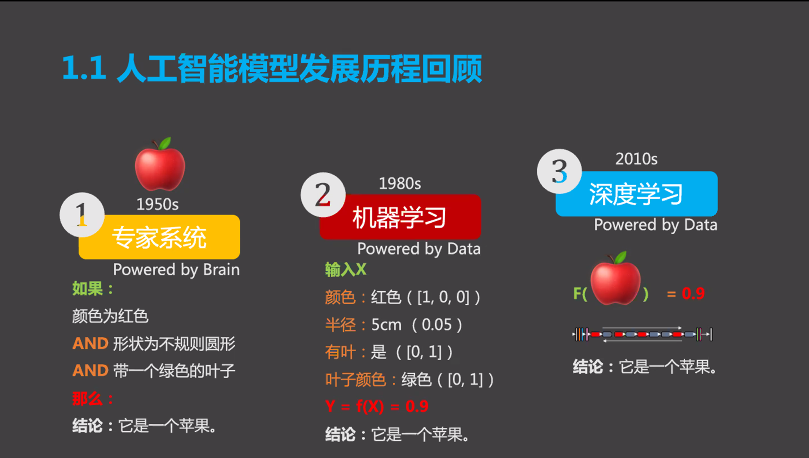 1.1 人工智能模型发展历程回顾
1950s
1
专家系统
Powered by Brain
如果：
颜色为红色
AND 形状为不规则圆形
AND 带一个绿色的叶子
那么：
结论：它是一个苹果。
1980s
2
机器学习
Powered by Data
输入X
颜色：红色（[1, 0, 0]）
半径：5cm （0.05）
有叶：是 （[0, 1]）
叶子颜色：绿色（[0, 1]）
Y = f(X) = 0.9
结论：它是一个苹果。
2010s
3
深度学习
Powered by Data
F( ) = 0.9
结论：它是一个苹果。